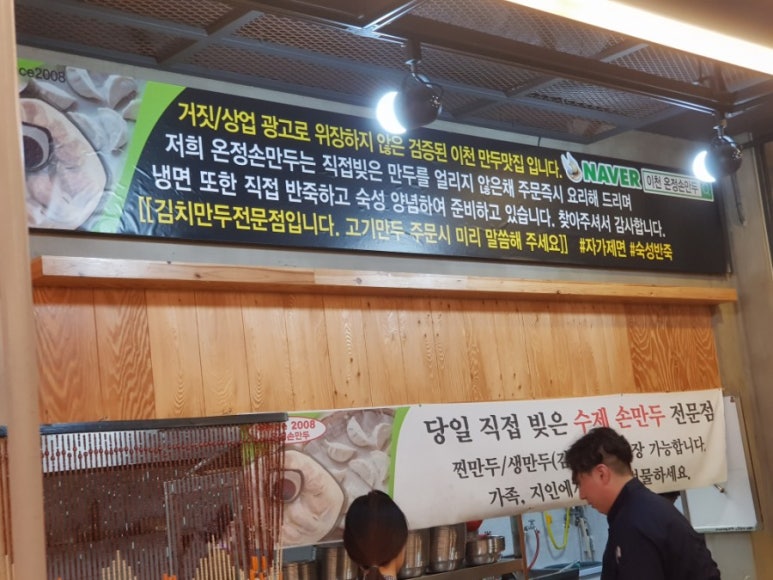 ce2008
거짓/상업 광고로 위장하지 않은 검증된 이천 만두맛집 입니다.
NAVER 이천 온정손만두
저희 온정손만두는 직접빚은 만두를 얼리지 않은채 주문즉시 요리해 드리며
냉면 또한 직접 반죽하고 숙성 양념하여 준비하고 있습니다. 찾아주셔서 감사합니다.
[[김치만두전문점입니다. 고기만두 주문시 미리 말씀해 주세요]] #자가제면 #숙성반죽
2008
손만두
당일 직접 빚은 수제 손만두 전문점
찐만두/생만두( 장 가능합니다.
가족, 지인에 물하세요.